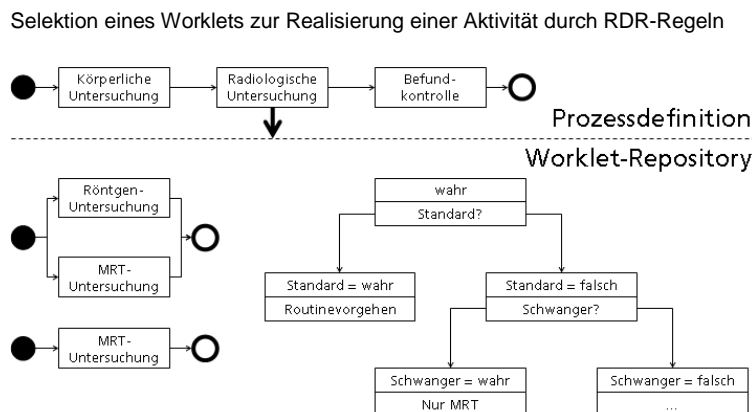 Selektion eines Worklets zur Realisierung einer Aktivität durch RDR-Regeln
Körperliche
Untersuchung
Radiologische
Untersuchung
Befund-
kontrolle
Prozessdefinition
Worklet-Repository
Röntgen-
Untersuchung
MRT-
Untersuchung
MRT-
Untersuchung
wahr
Standard?
Standard = wahr
Routinevorgehen
Standard = falsch
Schwanger?
Schwanger = wahr
Nur MRT
Schwanger = falsch
...